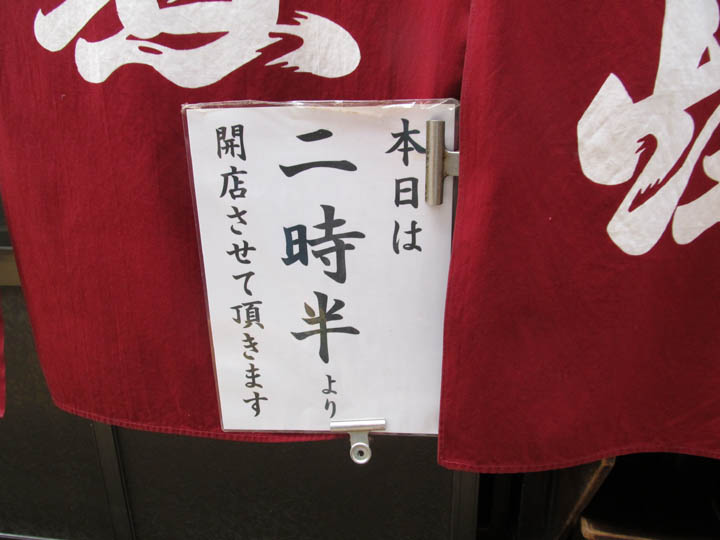 本日は
二時半より
開店させて頂きます